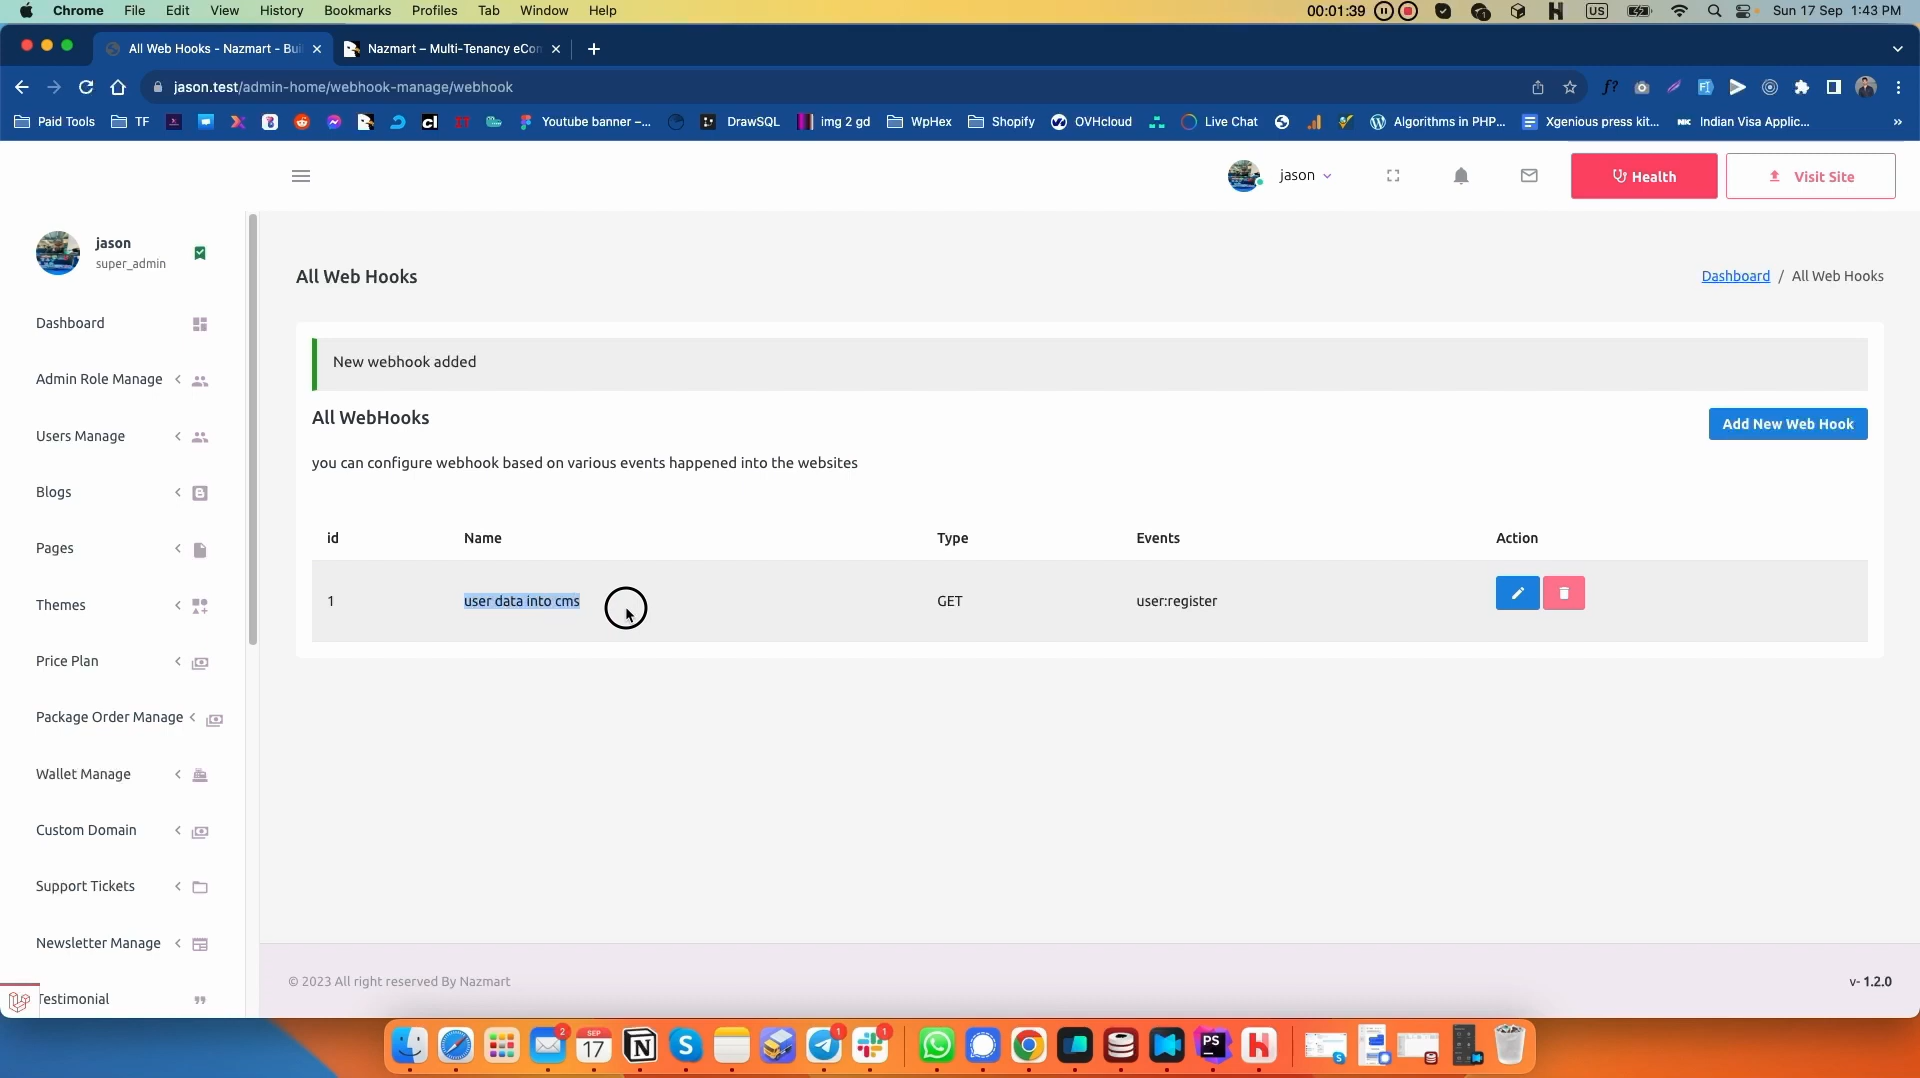 Chrome File Edit View History Bookmarks Profiles Tab Window Help 00:01:39 US Sun 17 Sep 1:43 PM
All Web Hooks - Nazmart - Bui
Nazmart – Multi-Tenancy eCon
jason.test/admin-home/webhook-manage/webhook
Paid Tools TF Youtube banner –... DrawSQL img 2 gd WpHex Shopify OVHcloud Live Chat Algorithms in PHP... Xgenious press kit... Indian Visa Applic... »
jason
Health
Visit Site
jason
super_admin
Dashboard
Admin Role Manage
Users Manage
Blogs
Pages
Themes
Price Plan
Package Order Manage
Wallet Manage
Custom Domain
Support Tickets
Newsletter Manage
Testimonial
All Web Hooks
Dashboard / All Web Hooks
New webhook added
All WebHooks
Add New Web Hook
you can configure webhook based on various events happened into the websites
id Name Type Events Action
1 user data into cms GET user:register
© 2023 All right reserved By Nazmart
v- 1.2.0
2 SEP 17 1 1 PS